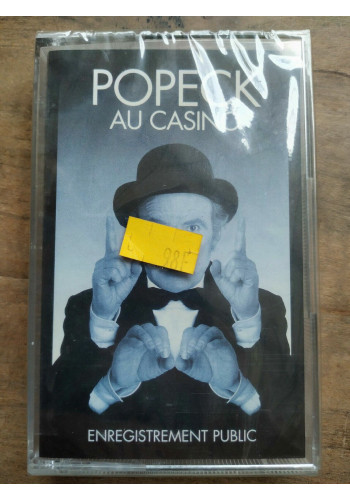 POPECK
AU CASINO
98F
ENREGISTREMENT PUBLIC